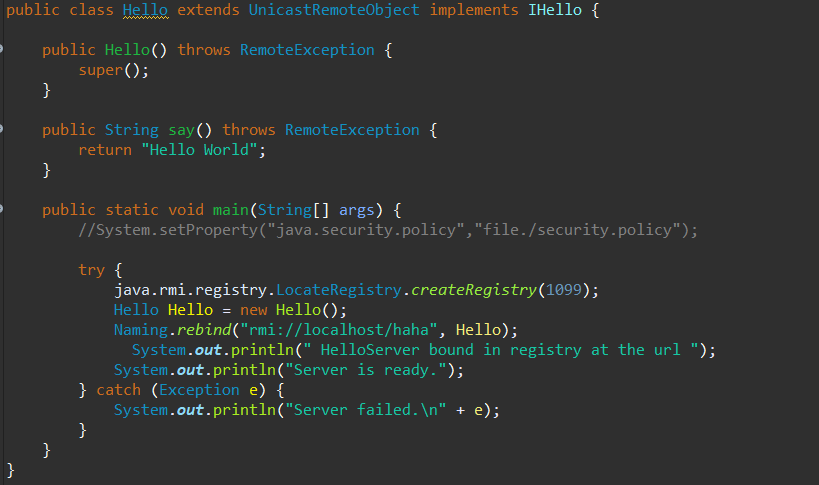 public class Hello extends UnicastRemoteObject implements IHello {
public Hello() throws RemoteException {
super();
}
public String say() throws RemoteException {
return "Hello World";
}
public static void main(String[] args) {
//System.setProperty("java.security.policy","file./security.policy");
try {
java.rmi.registry.LocateRegistry.createRegistry(1099);
Hello Hello = new Hello();
Naming.rebind("rmi://localhost/haha", Hello);
System.out.println(" HelloServer bound in registry at the url ");
System.out.println("Server is ready.");
} catch (Exception e) {
System.out.println("Server failed.\n" + e);
}
}
}